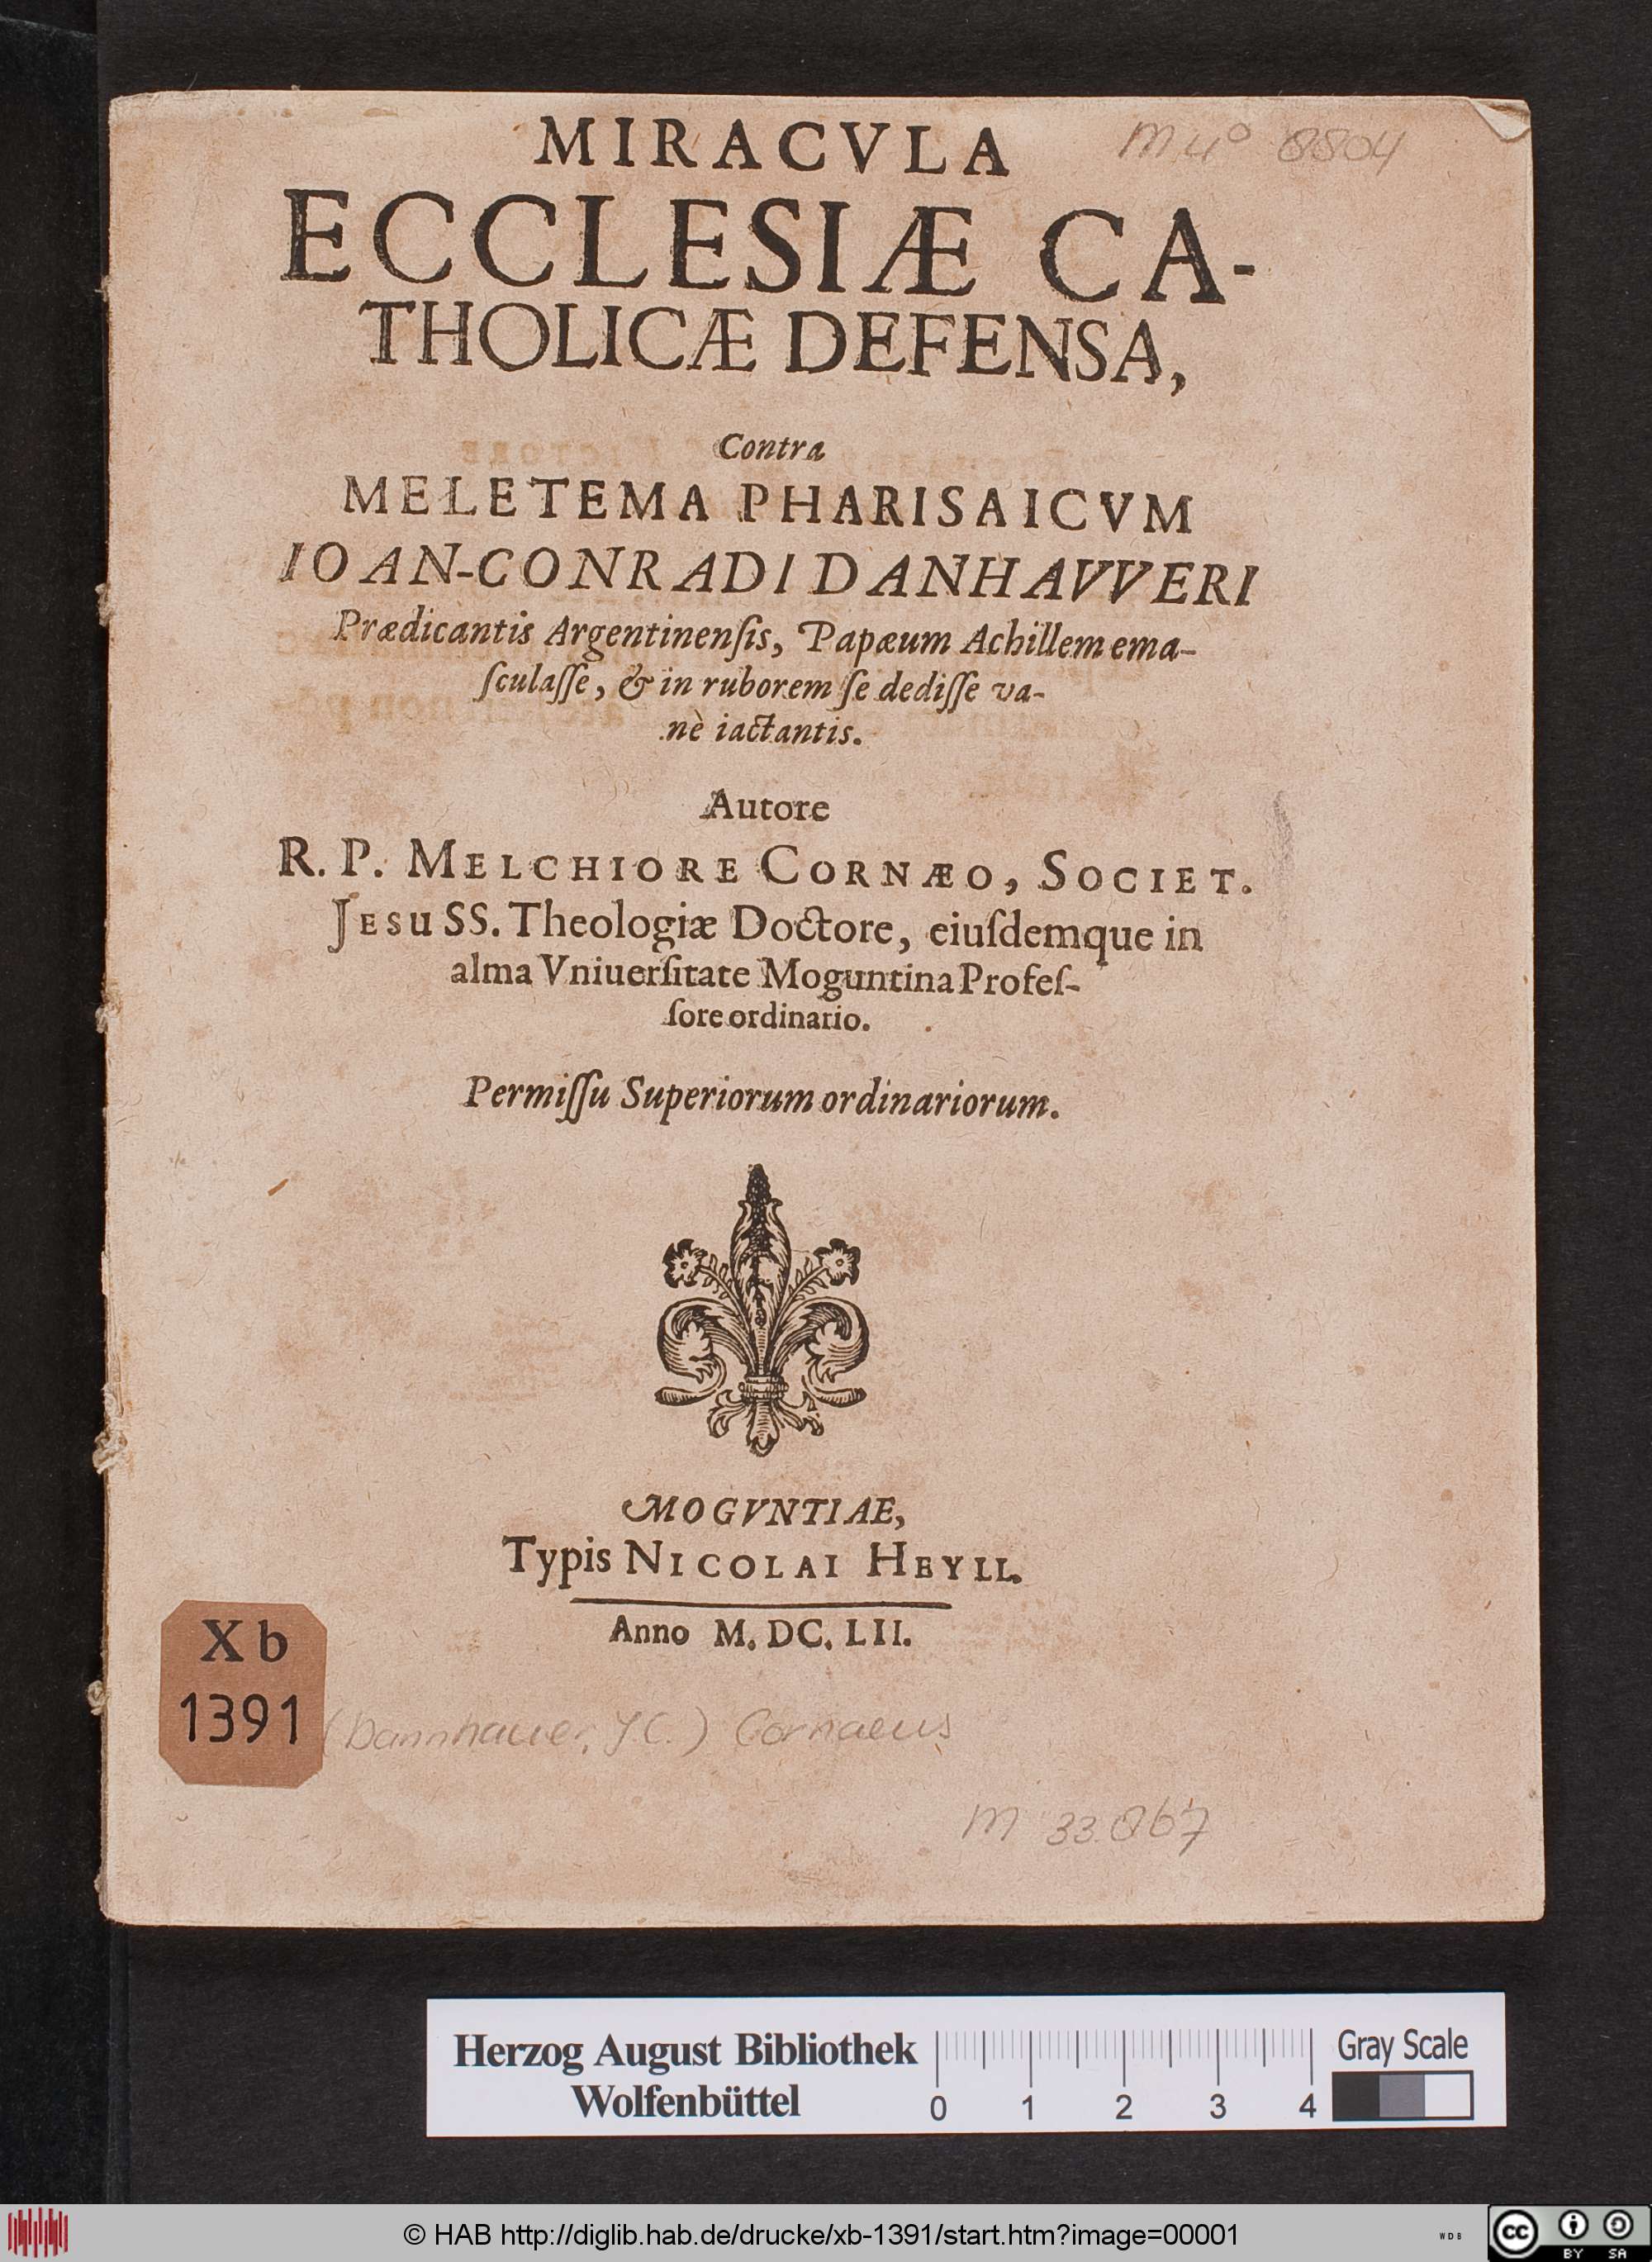 MIRACVLA
M 4° 8804
ECCLESIÆ CA-
THOLICÆ DEFENSA,
Contra
MELETEMA PHARISAICVM
IOAN-CONRADI DANHAVVERI
Prædicantis Argentinenſis, Papæum Achillem ema-
ſculaſſe, & in ruborem ſe dediſſe va-
nè iactantis.
Autore
R. P. MELCHIORE CORNÆO, SOCIET.
JESU SS. Theologiæ Doctore, eiuſdemque in
alma Vniuerſitate Moguntina Profeſ-
ſore ordinario.
Permiſſu Superiorum ordinariorum.
MOGVNTIAE,
Typis NICOLAI HEYLL.
Anno M. DC. LII.
Xb
1391
(Dannhauer, J.C.) Cornaeus
M 33.067
Herzog August Bibliothek
Wolfenbüttel
0 1 2 3 4
Gray Scale
© HAB http://diglib.hab.de/drucke/xb-1391/start.htm?image=00001
WDB
cc
BY SA